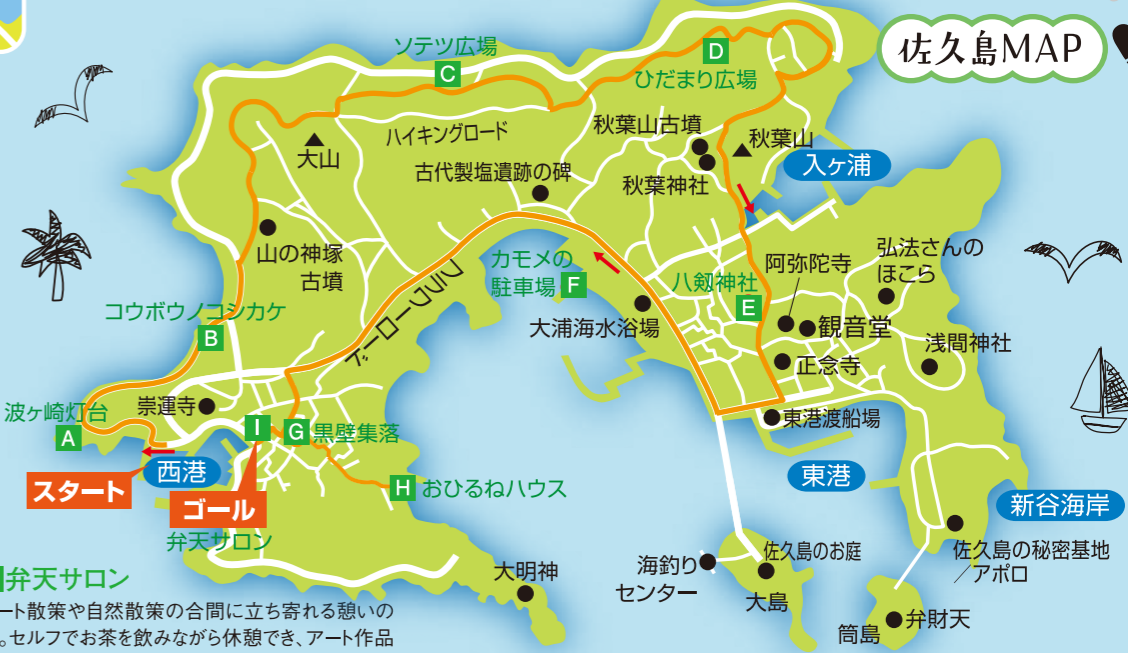 佐久島MAP
ソテツ広場
C
D
ひだまり広場
ハイキングロード
大山
秋葉山古墳
秋葉山
入ヶ浦
古代製塩遺跡の碑
秋葉神社
山の神塚
古墳
カモメの
駐車場
F
八剱神社
E
阿弥陀寺
弘法さんの
ほこら
コウボウノコシカケ
B
フラワーロード
大浦海水浴場
観音堂
浅間神社
正念寺
波ヶ崎灯台
A
崇運寺
I
G
黒壁集落
東港渡船場
スタート
西港
ゴール
H
おひるねハウス
東港
新谷海岸
弁天サロン
海釣り
センター
佐久島のお庭
大島
佐久島の秘密基地
/アポロ
大明神
筒島
弁財天
弁天サロン
ート散策や自然散策の合間に立ち寄れる憩いの
。セルフでお茶を飲みながら休憩でき、アート作品